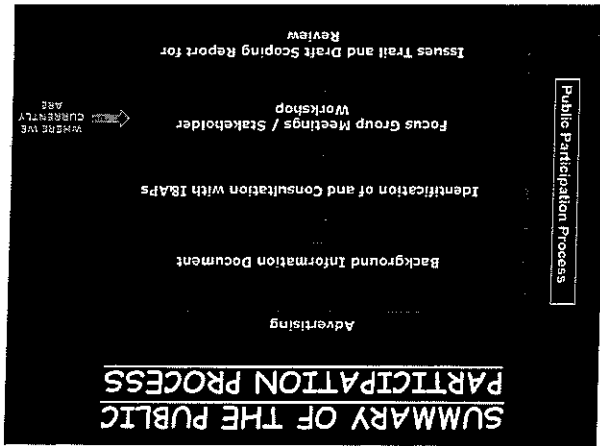 SUMMARY OF THE PUBLIC
PARTICIPATION PROCESS
Advertising
Background Information Document
Identification of and Consultation with I&APs
Focus Group Meetings / Stakeholder
Workshop
Issues Trail and Draft Scoping Report for
Review
Public Participation Process
WHERE WE
CURRENTLY
ARE